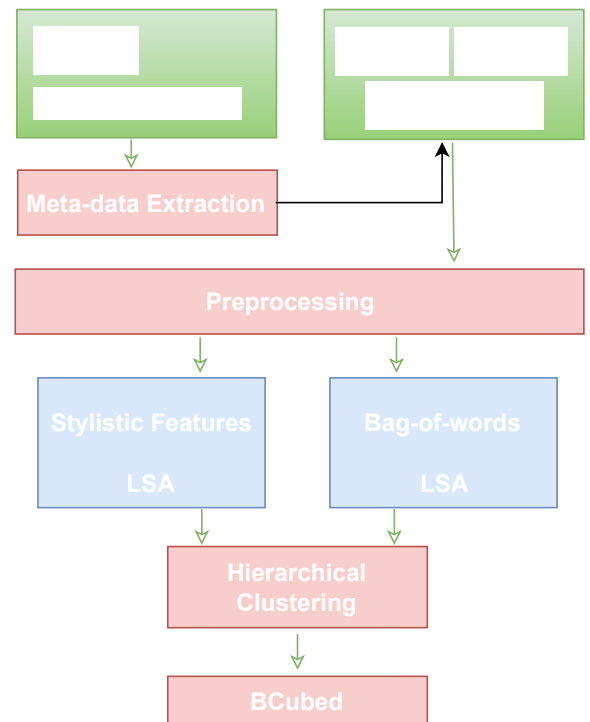 Meta-data Extraction
Preprocessing
Stylistic Features
LSA
Bag-of-words
LSA
Hierarchical
Clustering
BCubed